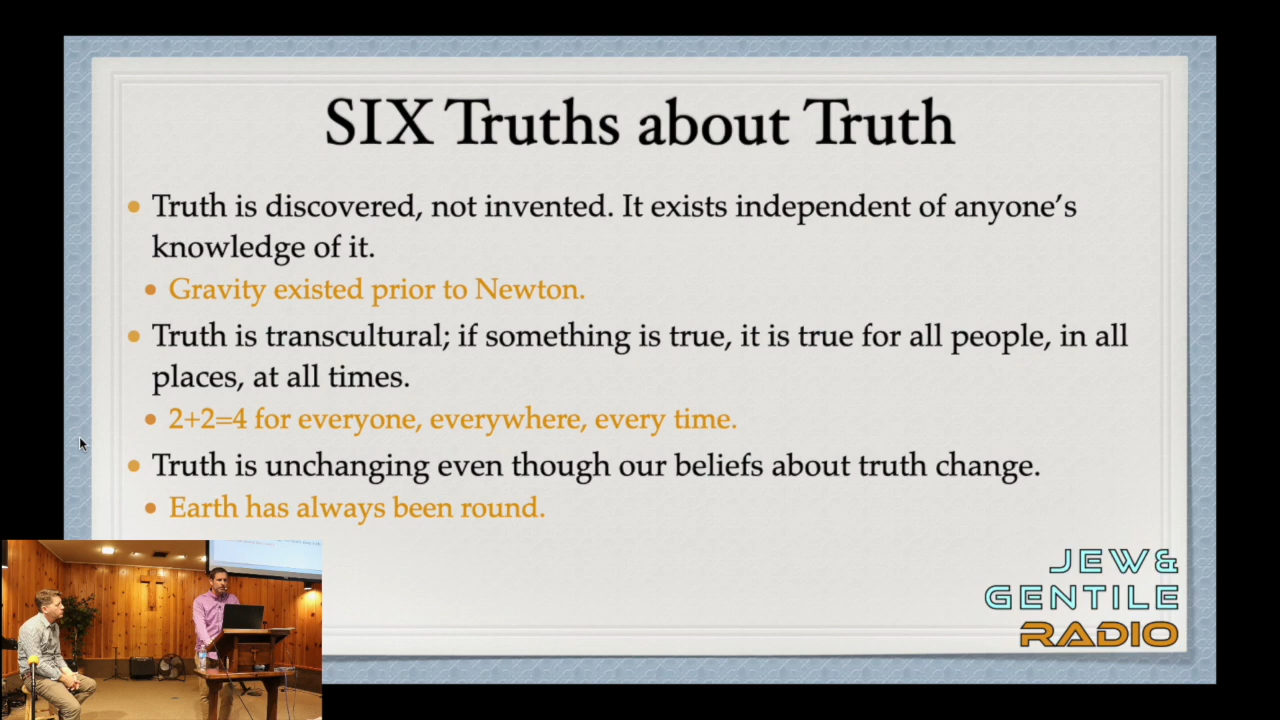 SIX Truths about Truth
• Truth is discovered, not invented. It exists independent of anyone's
knowledge of it.
• Gravity existed prior to Newton.
• Truth is transcultural; if something is true, it is true for all people, in all
places, at all times.
• 2+2=4 for everyone, everywhere, every time.
• Truth is unchanging even though our beliefs about truth change.
• Earth has always been round.
JEW&
GENTILE
RADIO